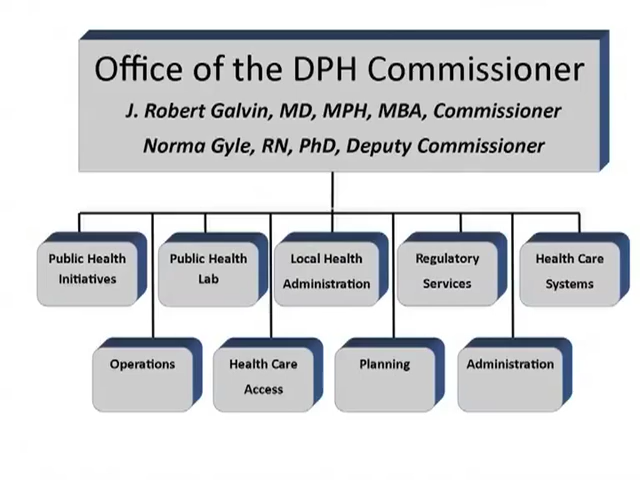 Office of the DPH Commissioner
J. Robert Galvin, MD, MPH, MBA, Commissioner
Norma Gyle, RN, PhD, Deputy Commissioner
Public Health
Initiatives
Public Health
Lab
Local Health
Administration
Regulatory
Services
Health Care
Systems
Operations
Health Care
Access
Planning
Administration